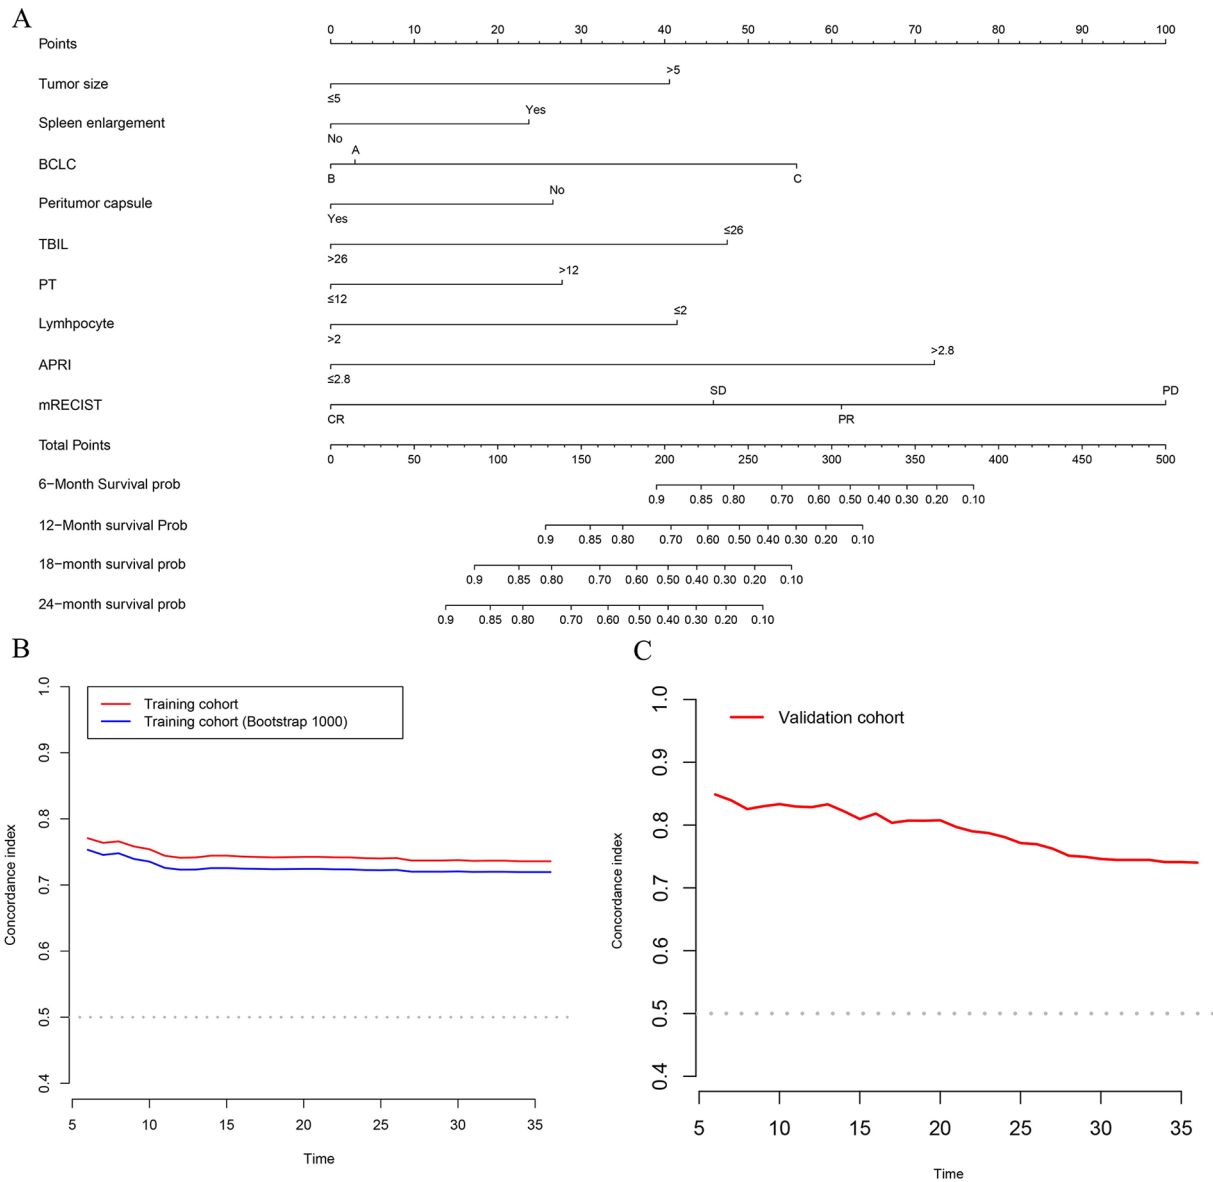 A
Points
0 10 20 30 40 50 60 70 80 90 100
Tumor size
>5
≤5
Spleen enlargement
Yes
No
BCLC
A
B C
Peritumor capsule
No
Yes
TBIL
≤26
>26
PT
>12
≤12
Lymhpocyte
≤2
>2
APRI
>2.8
≤2.8
mRECIST
SD PD
CR PR
Total Points
0 50 100 150 200 250 300 350 400 450 500
6−Month Survival prob
0.9 0.85 0.80 0.70 0.60 0.50 0.40 0.30 0.20 0.10
12−Month survival Prob
0.9 0.85 0.80 0.70 0.60 0.50 0.40 0.30 0.20 0.10
18−month survival prob
0.9 0.85 0.80 0.70 0.60 0.50 0.40 0.30 0.20 0.10
24−month survival prob
0.9 0.85 0.80 0.70 0.60 0.50 0.40 0.30 0.20 0.10
B
Training cohort
Training cohort (Bootstrap 1000)
Concordance index
1.0
0.9
0.8
0.7
0.6
0.5
0.4
5 10 15 20 25 30 35
Time
C
Validation cohort
Concordance index
1.0
0.9
0.8
0.7
0.6
0.5
0.4
5 10 15 20 25 30 35
Time